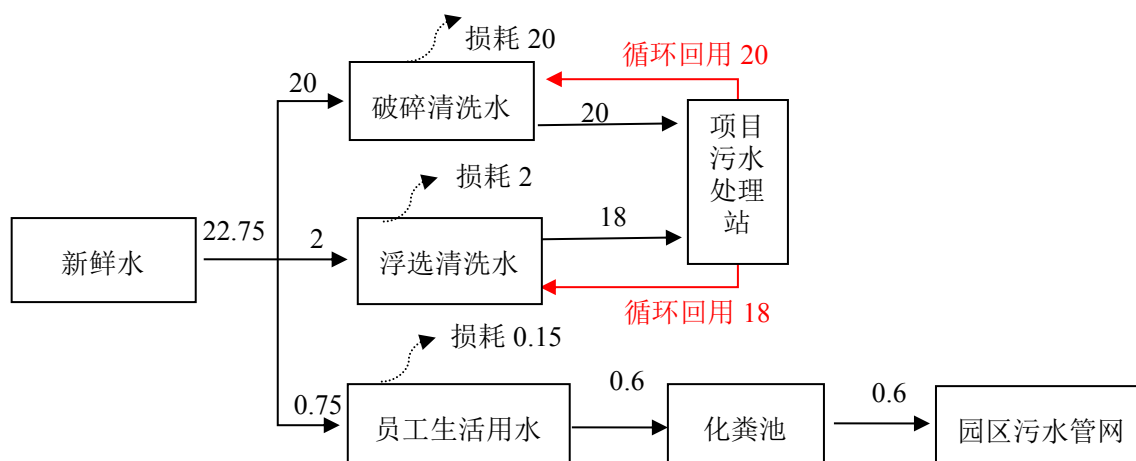 损耗 20
循环回用 20
20
破碎清洗水
20
项目
污水
处理
站
损耗 2
18
新鲜水
22.75
2
浮选清洗水
循环回用 18
损耗 0.15
0.75
员工生活用水
0.6
化粪池
0.6
园区污水管网